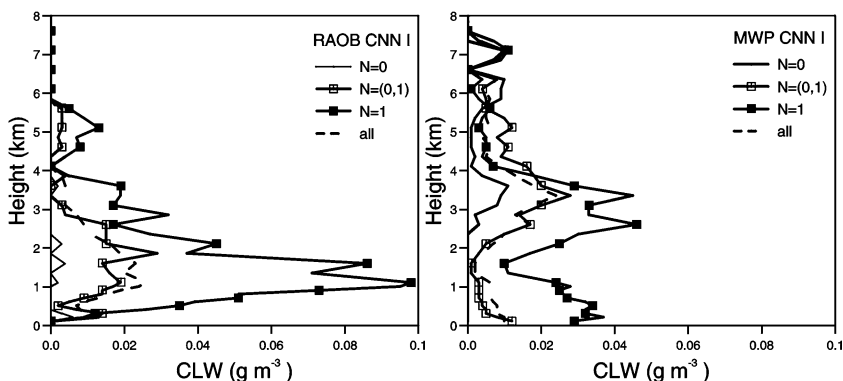 RAOB CNN I
N=0
N=(0,1)
N=1
all
Height (km)
8
7
6
5
4
3
2
1
0
0
0.02
0.04
0.06
0.08
0.1
CLW (g m⁻³)
MWP CNN I
N=0
N=(0,1)
N=1
all
Height (km)
8
7
6
5
4
3
2
1
0
0
0.02
0.04
0.06
0.08
0.1
CLW (g m⁻³)